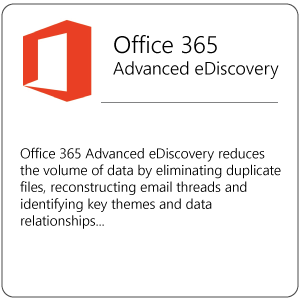 Office 365
Advanced eDiscovery
Office 365 Advanced eDiscovery reduces
the volume of data by eliminating duplicate
files, reconstructing email threads and
identifying key themes and data
relationships...